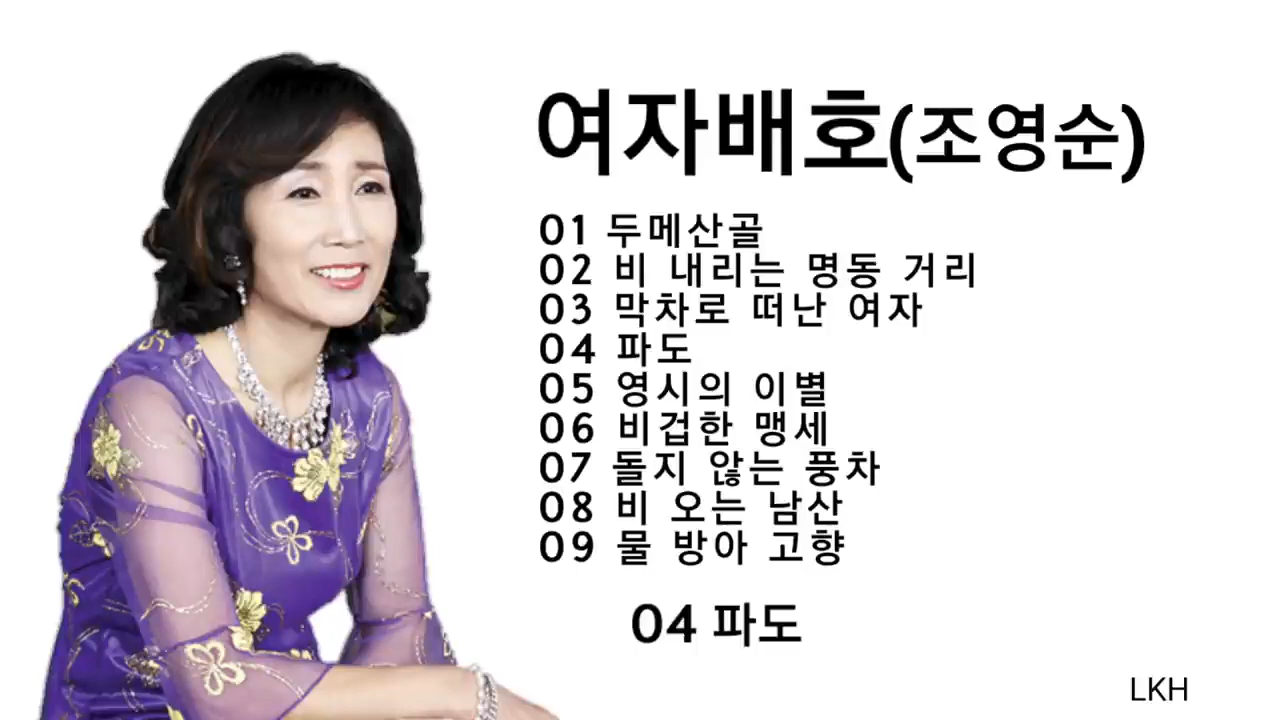 여자배호(조영순)
01 두메산골
02 비 내리는 명동 거리
03 막차로 떠난 여자
04 파도
05 영시의 이별
06 비겁한 맹세
07 돌지 않는 풍차
08 비 오는 남산
09 물 방아 고향
04 파도
LKH